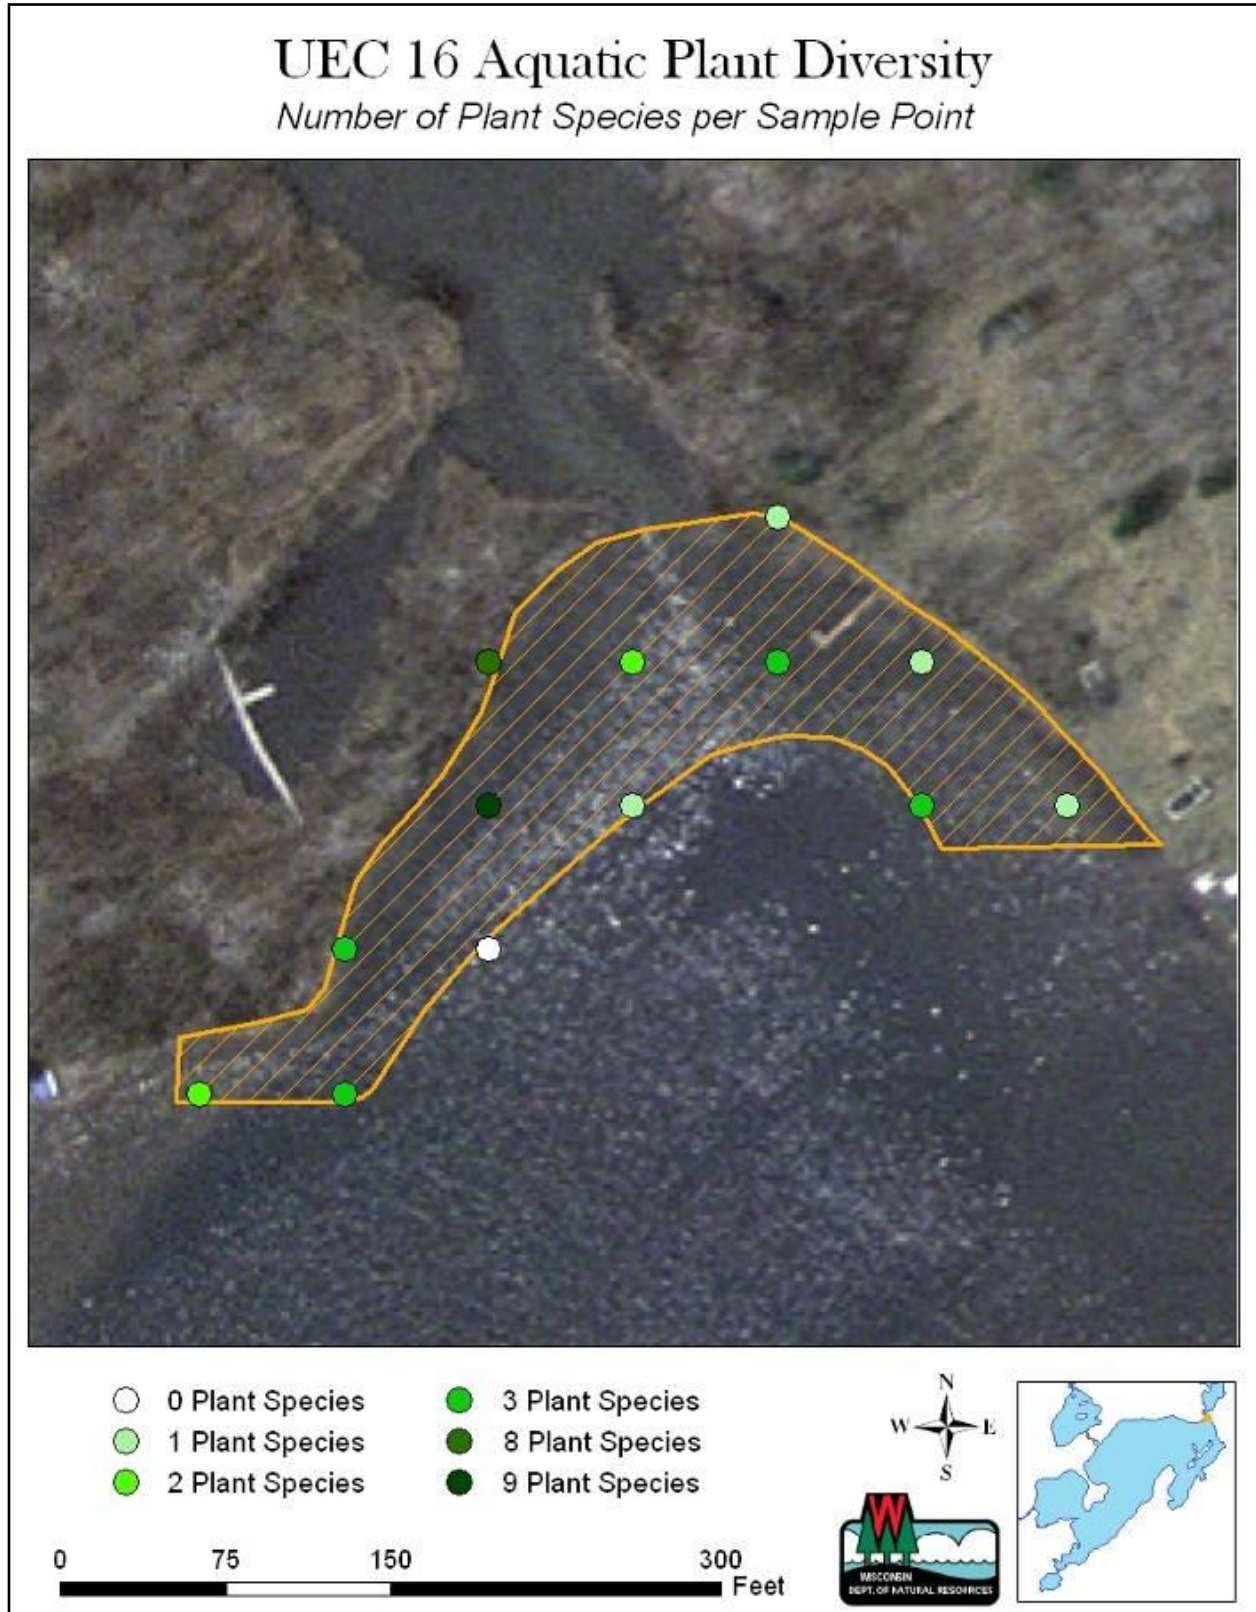 UEC 16 Aquatic Plant Diversity
Number of Plant Species per Sample Point
0 Plant Species
1 Plant Species
2 Plant Species
3 Plant Species
8 Plant Species
9 Plant Species
N
W E
S
W
WISCONSIN
DEPT. OF NATURAL RESOURCES
0 75 150 300
Feet